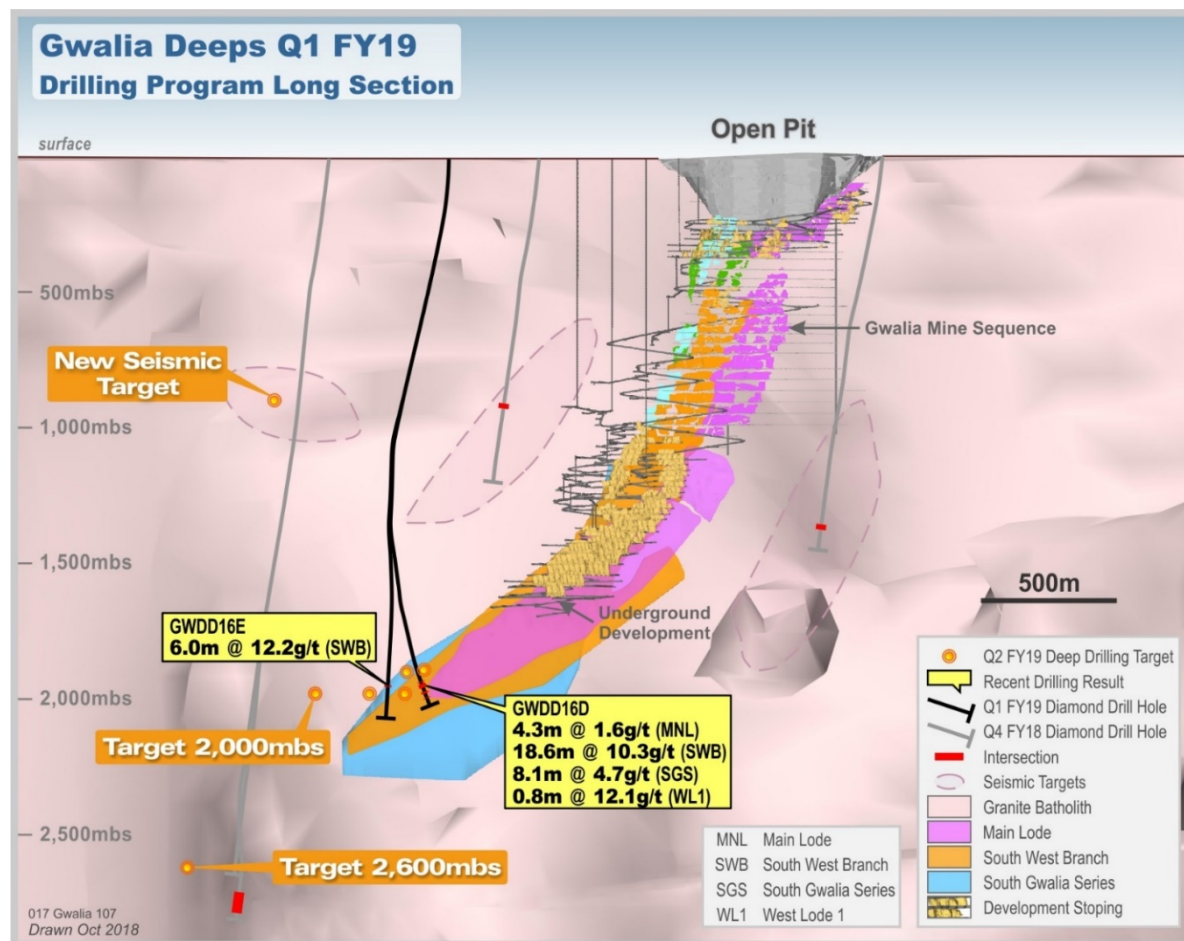 Gwalia Deeps Q1 FY19
Drilling Program Long Section
surface
Open Pit
500mbs
Gwalia Mine Sequence
New Seismic
Target
1,000mbs
1,500mbs
500m
Underground
Development
GWDD16E
6.0m @ 12.2g/t (SWB)
2,000mbs
Target 2,000mbs
GWDD16D
4.3m @ 1.6g/t (MNL)
18.6m @ 10.3g/t (SWB)
8.1m @ 4.7g/t (SGS)
0.8m @ 12.1g/t (WL1)
2,500mbs
Target 2,600mbs
MNL Main Lode
SWB South West Branch
SGS South Gwalia Series
WL1 West Lode 1
Q2 FY19 Deep Drilling Target
Recent Drilling Result
Q1 FY19 Diamond Drill Hole
Q4 FY18 Diamond Drill Hole
Intersection
Seismic Targets
Granite Batholith
Main Lode
South West Branch
South Gwalia Series
Development Stoping
017 Gwalia 107
Drawn Oct 2018